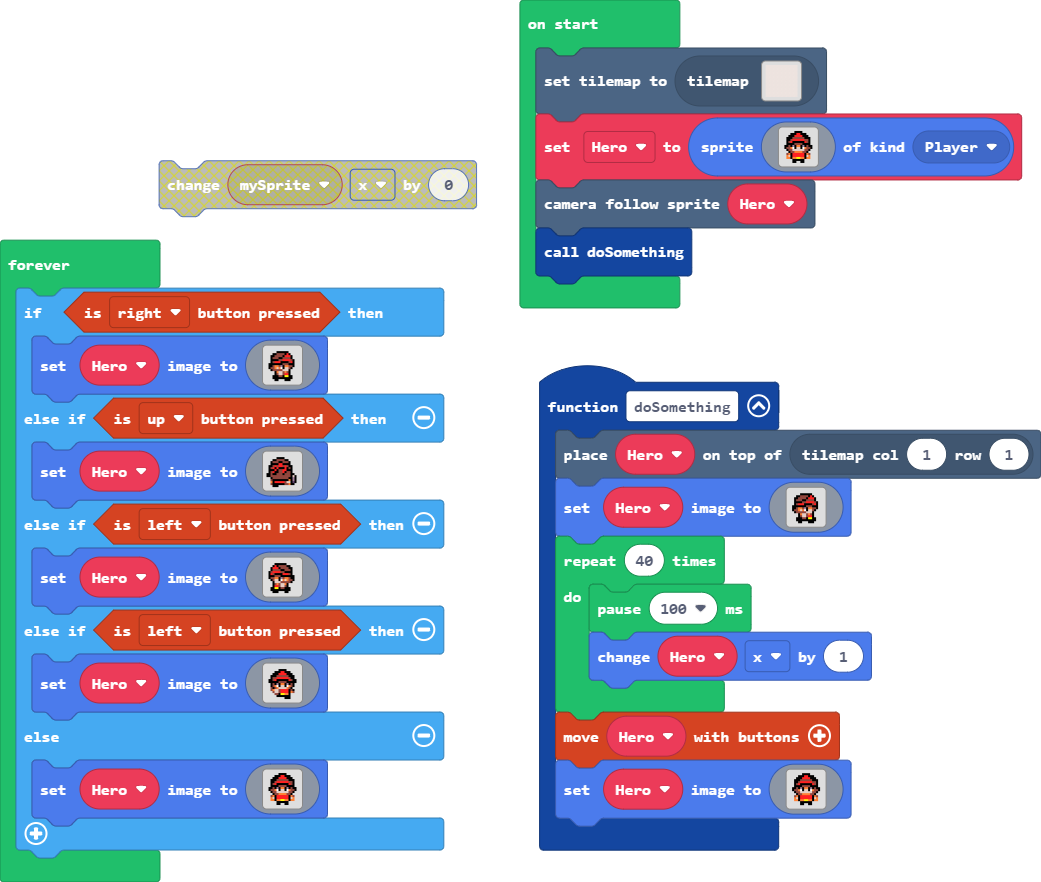 on start
set tilemap to tilemap
set Hero to sprite of kind Player
camera follow sprite Hero
call doSomething
change mySprite x by 0
forever
if is right button pressed then
set Hero image to
else if is up button pressed then
set Hero image to
else if is left button pressed then
set Hero image to
else if is left button pressed then
set Hero image to
else
set Hero image to
function doSomething
place Hero on top of tilemap col 1 row 1
set Hero image to
repeat 40 times
do
pause 100 ms
change Hero x by 1
move Hero with buttons
set Hero image to